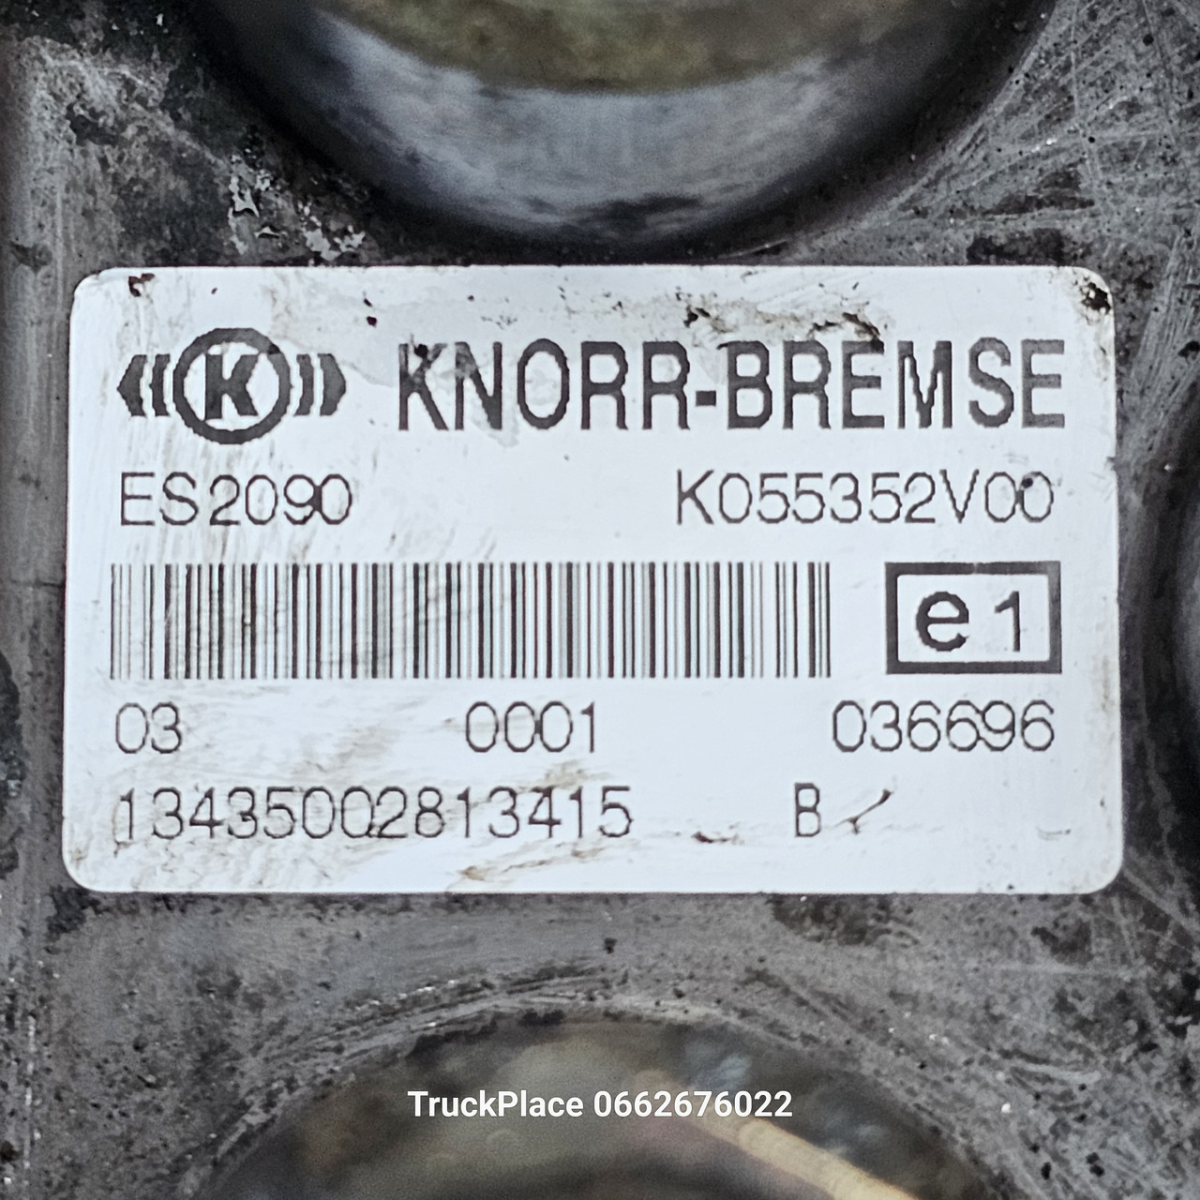 K KNORR-BREMSE
ES2090 K055352V00
e1
03 0001 036696
13435002813415 B
TruckPlace 0662676022